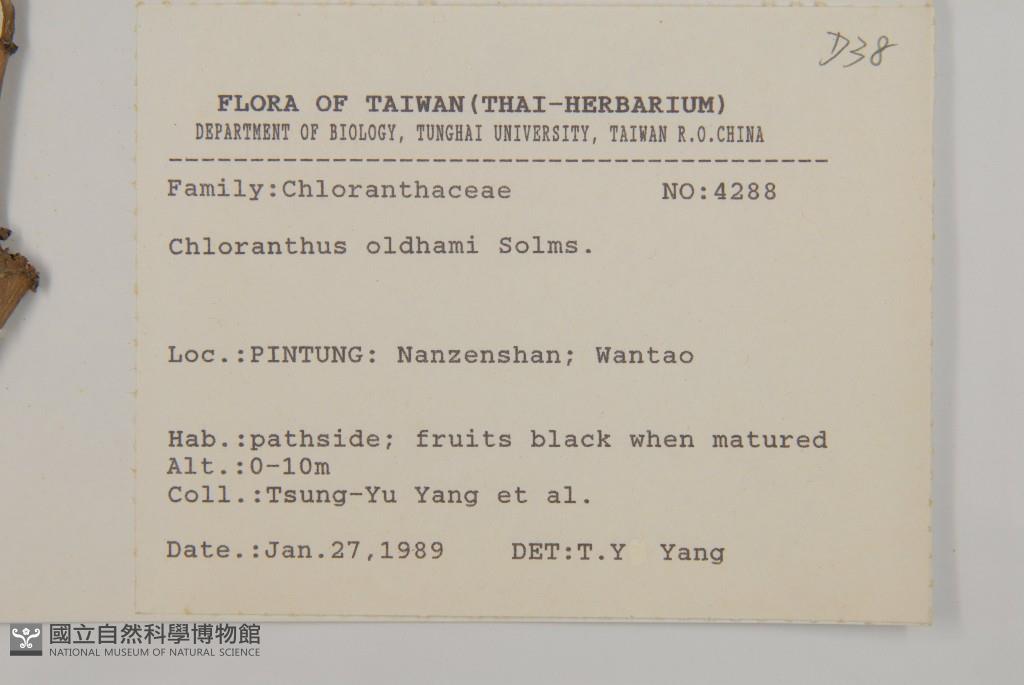 D38
FLORA OF TAIWAN(THAI-HERBARIUM)
DEPARTMENT OF BIOLOGY, TUNGHAI UNIVERSITY, TAIWAN R.O.CHINA
Family:Chloranthaceae NO:4288
Chloranthus oldhami Solms.
Loc.:PINTUNG: Nanzenshan; Wantao
Hab.:pathside; fruits black when matured
Alt.:0-10m
Coll.:Tsung-Yu Yang et al.
Date.:Jan.27,1989 DET:T.Y Yang
國立自然科學博物館
NATIONAL MUSEUM OF NATURAL SCIENCE